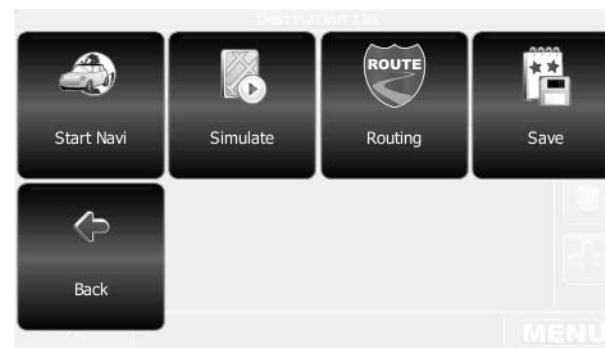 Destination List
ROUTE
Start Navi
Simulate
Routing
Save
Back
MENU